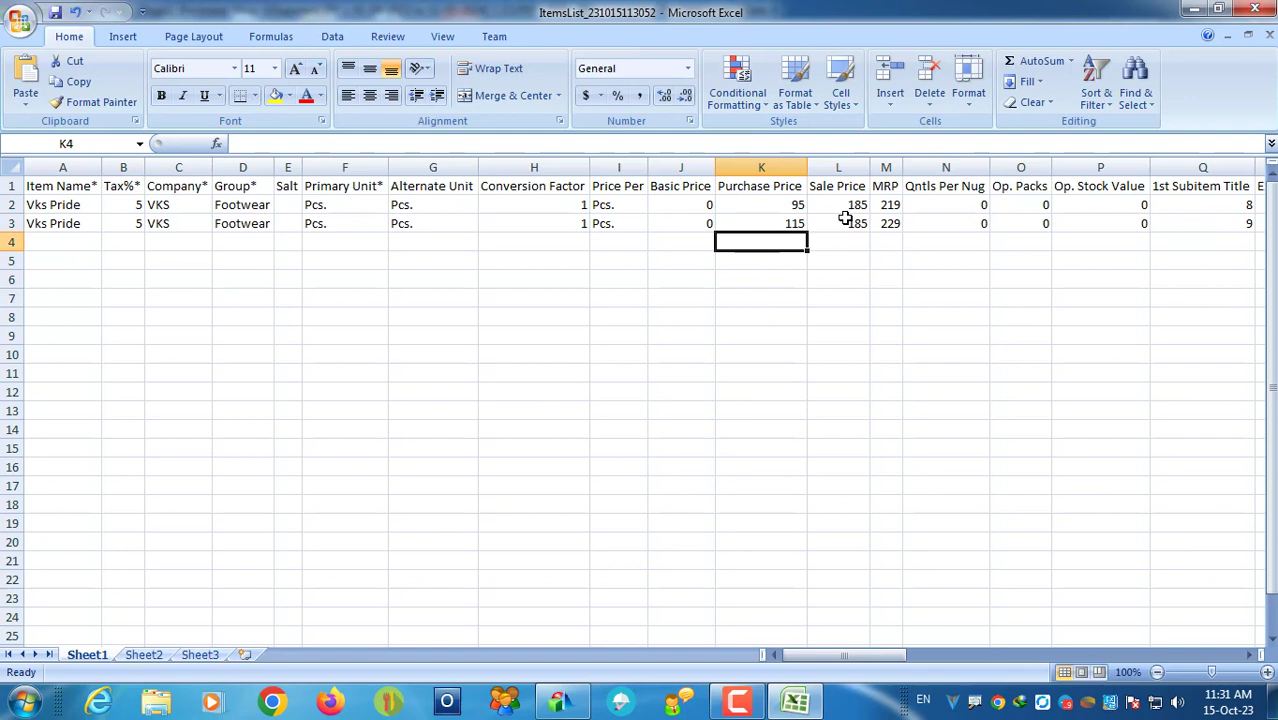 ItemsList_231015113052 - Microsoft Excel
Home Insert Page Layout Formulas Data Review View Team
Paste Cut Copy Format Painter Clipboard
Calibri 11 B I U Font
Wrap Text Merge & Center Alignment
General $ % , Number
Conditional Formatting Format as Table Cell Styles Styles
Insert Delete Format Cells
AutoSum Fill Clear Sort & Filter Find & Select Editing
K4 fx
A B C D E F G H I J K L M N O P Q
1 Item Name* Tax%* Company* Group* Salt Primary Unit* Alternate Unit Conversion Factor Price Per Basic Price Purchase Price Sale Price MRP Qntls Per Nug Op. Packs Op. Stock Value 1st Subitem Title E
2 Vks Pride 5 VKS Footwear Pcs. Pcs. 1 Pcs. 0 95 185 219 0 0 0 8
3 Vks Pride 5 VKS Footwear Pcs. Pcs. 1 Pcs. 0 115 185 229 0 0 0 9
4
5
6
7
8
9
10
11
12
13
14
15
16
17
18
19
20
21
22
23
24
25
Sheet1 Sheet2 Sheet3
Ready 100%
EN 11:31 AM
15-Oct-23